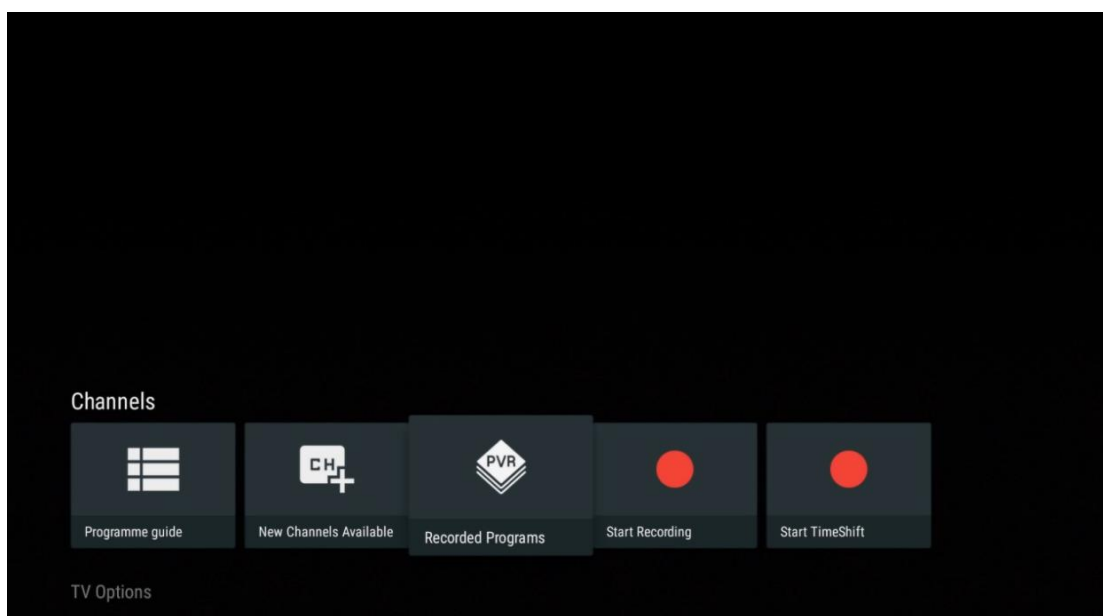 Channels
CH
PVR
Programme guide
New Channels Available
Recorded Programs
Start Recording
Start TimeShift
TV Options